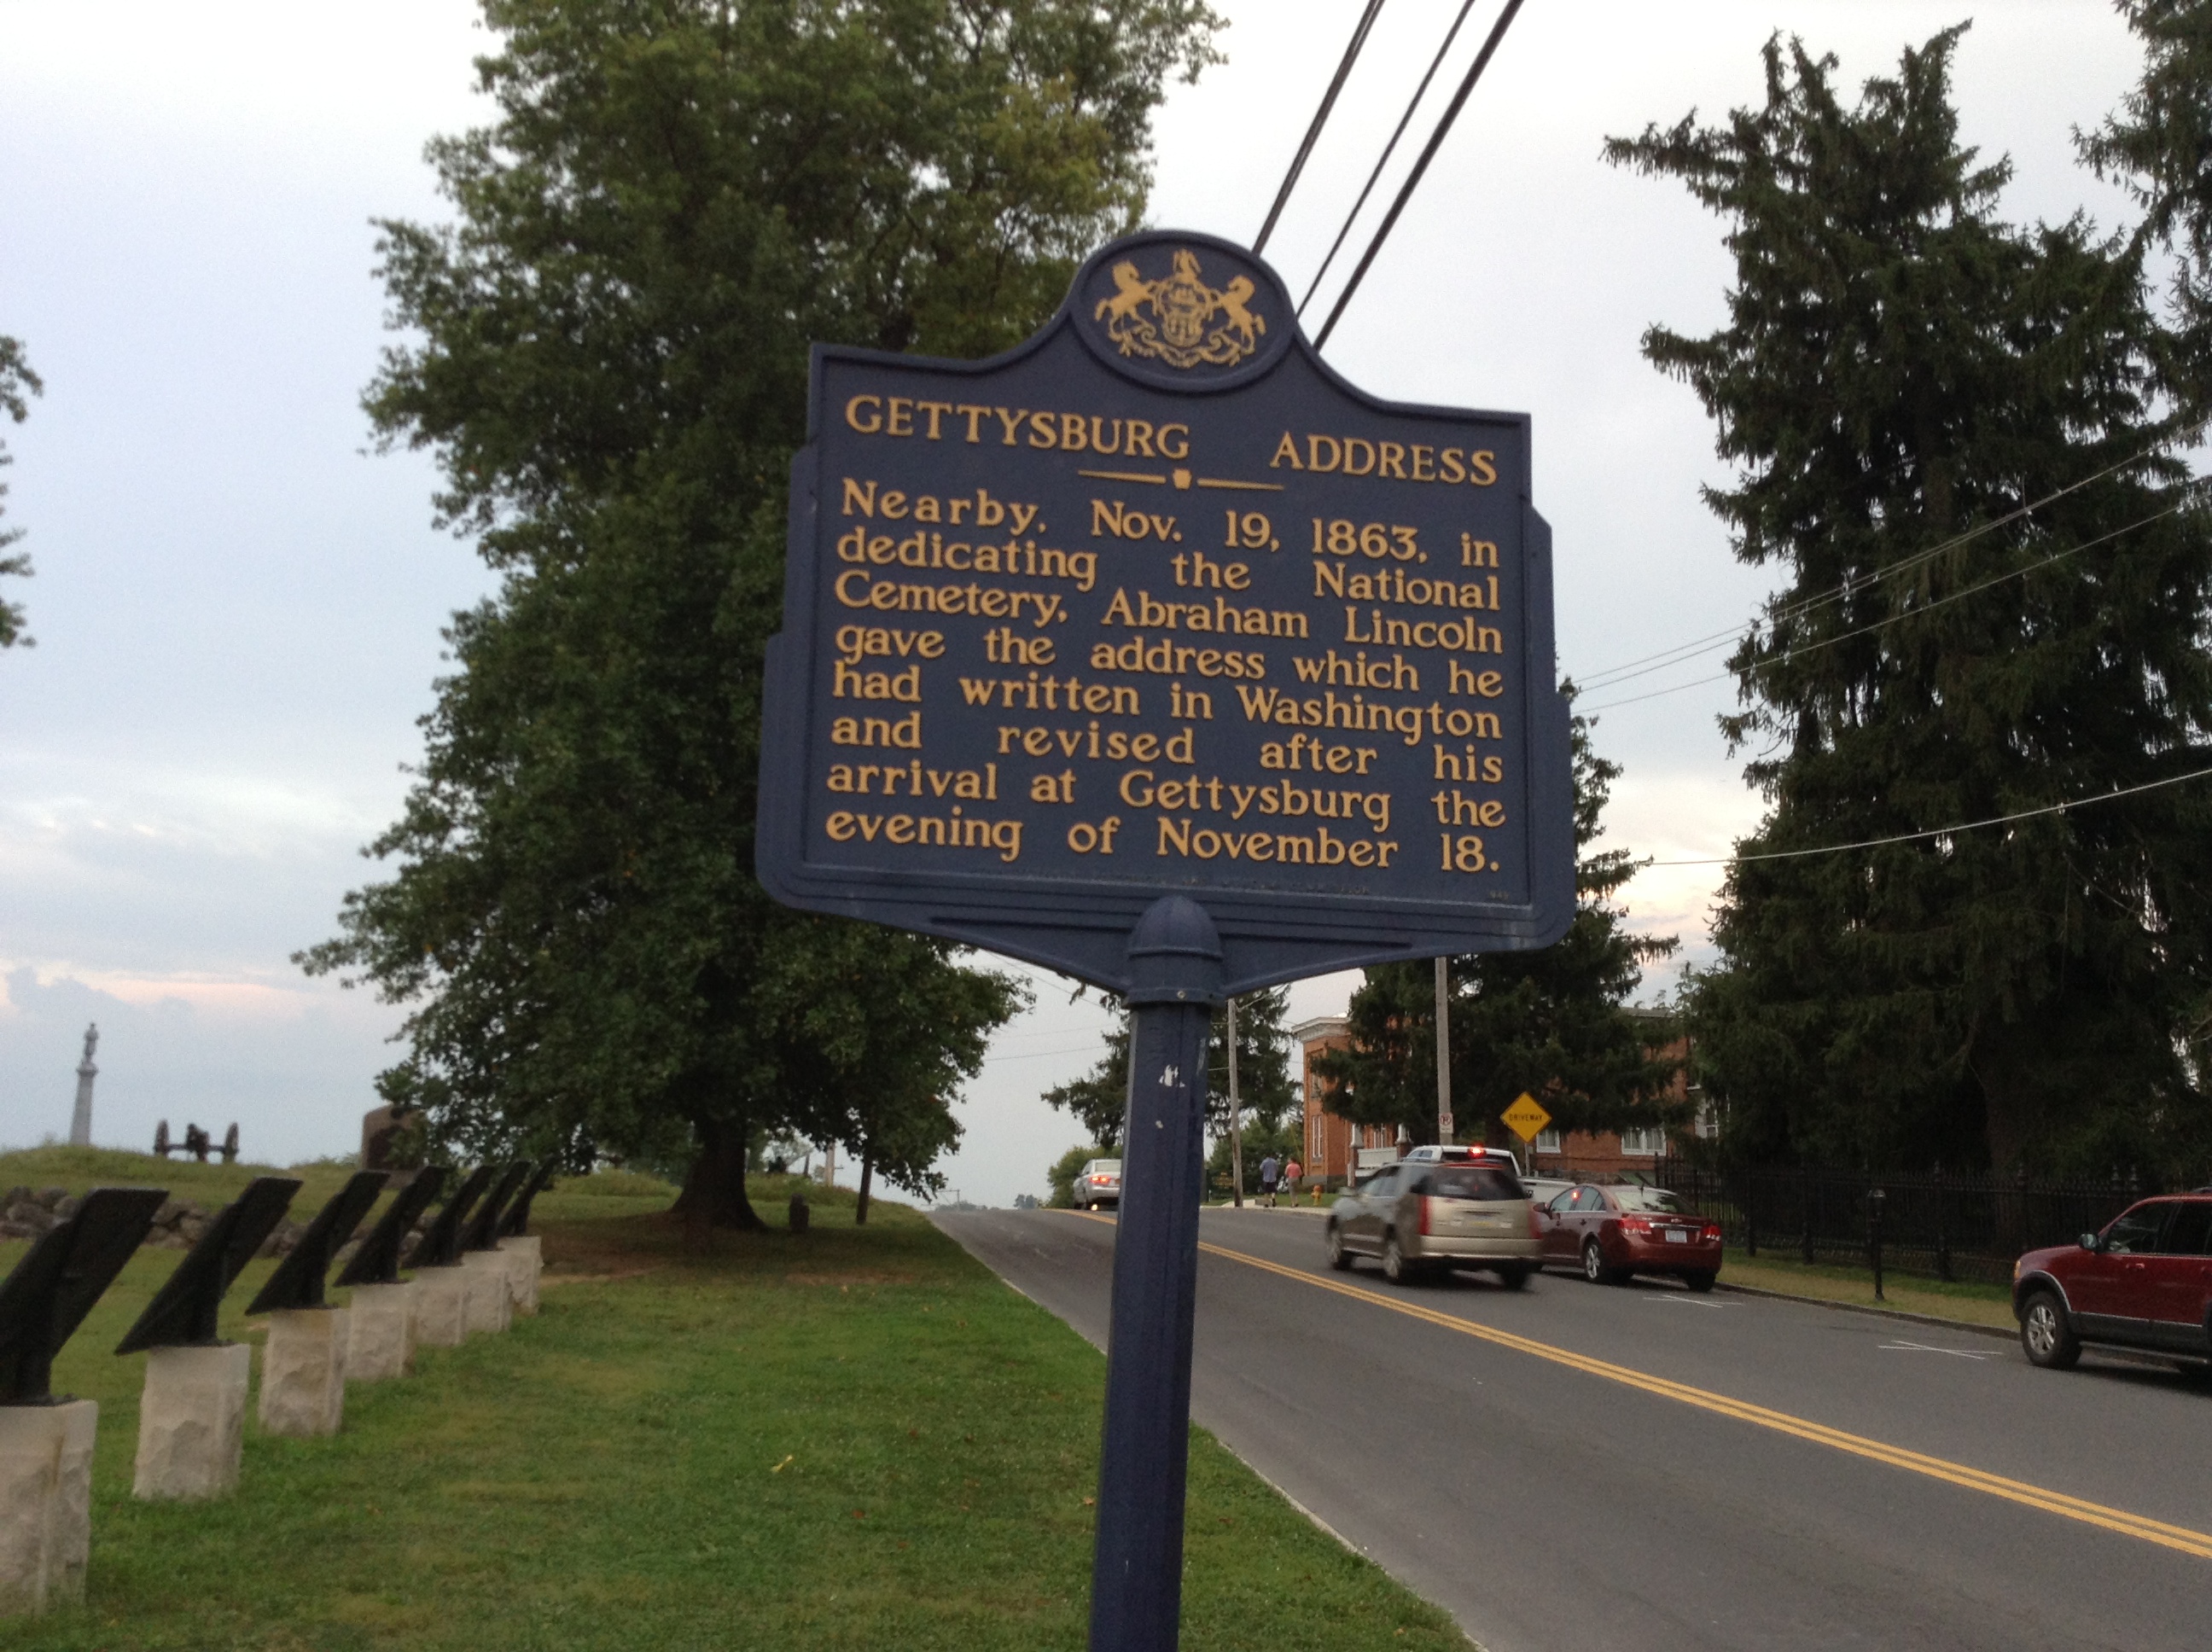 GETTYSBURG ADDRESS
Nearby, Nov. 19, 1863, in
dedicating the National
Cemetery, Abraham Lincoln
gave the address which he
had written in Washington
and revised after his
arrival at Gettysburg the
evening of November 18.
DRIVEWAY